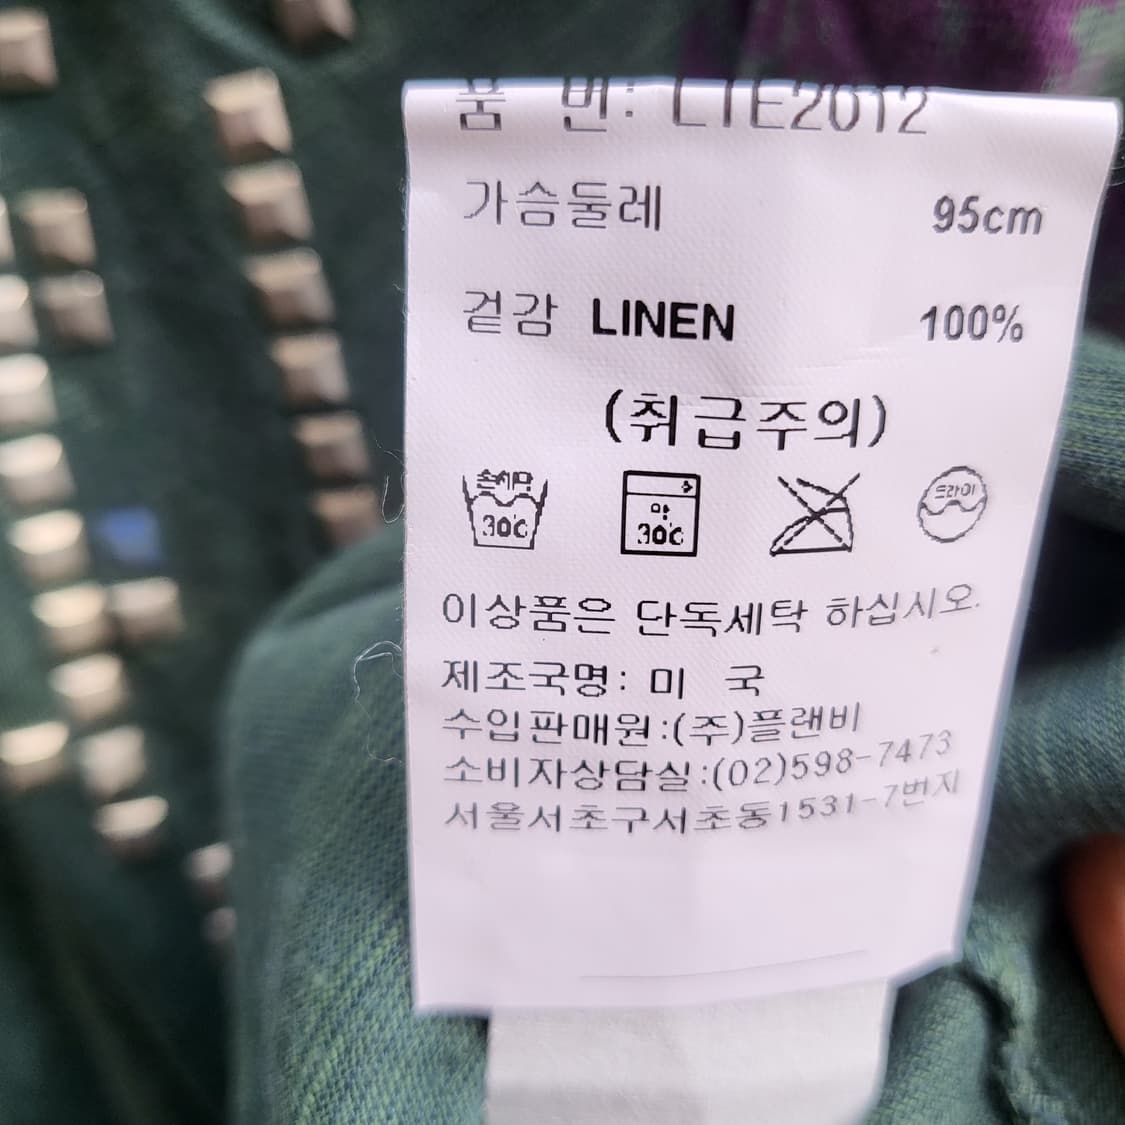 품 번: LTE2012
가슴둘레 95cm
겉감 LINEN 100%
(취급주의)
손세탁 30℃ 약 30℃ 드라이
이상품은 단독세탁 하십시오.
제조국명: 미 국
수입판매원:(주)플랜비
소비자상담실:(02)598-7473
서울서초구서초동1531-7번지